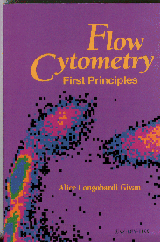 Flow
Cytometry
First Principles
Alice Longobardi Givan